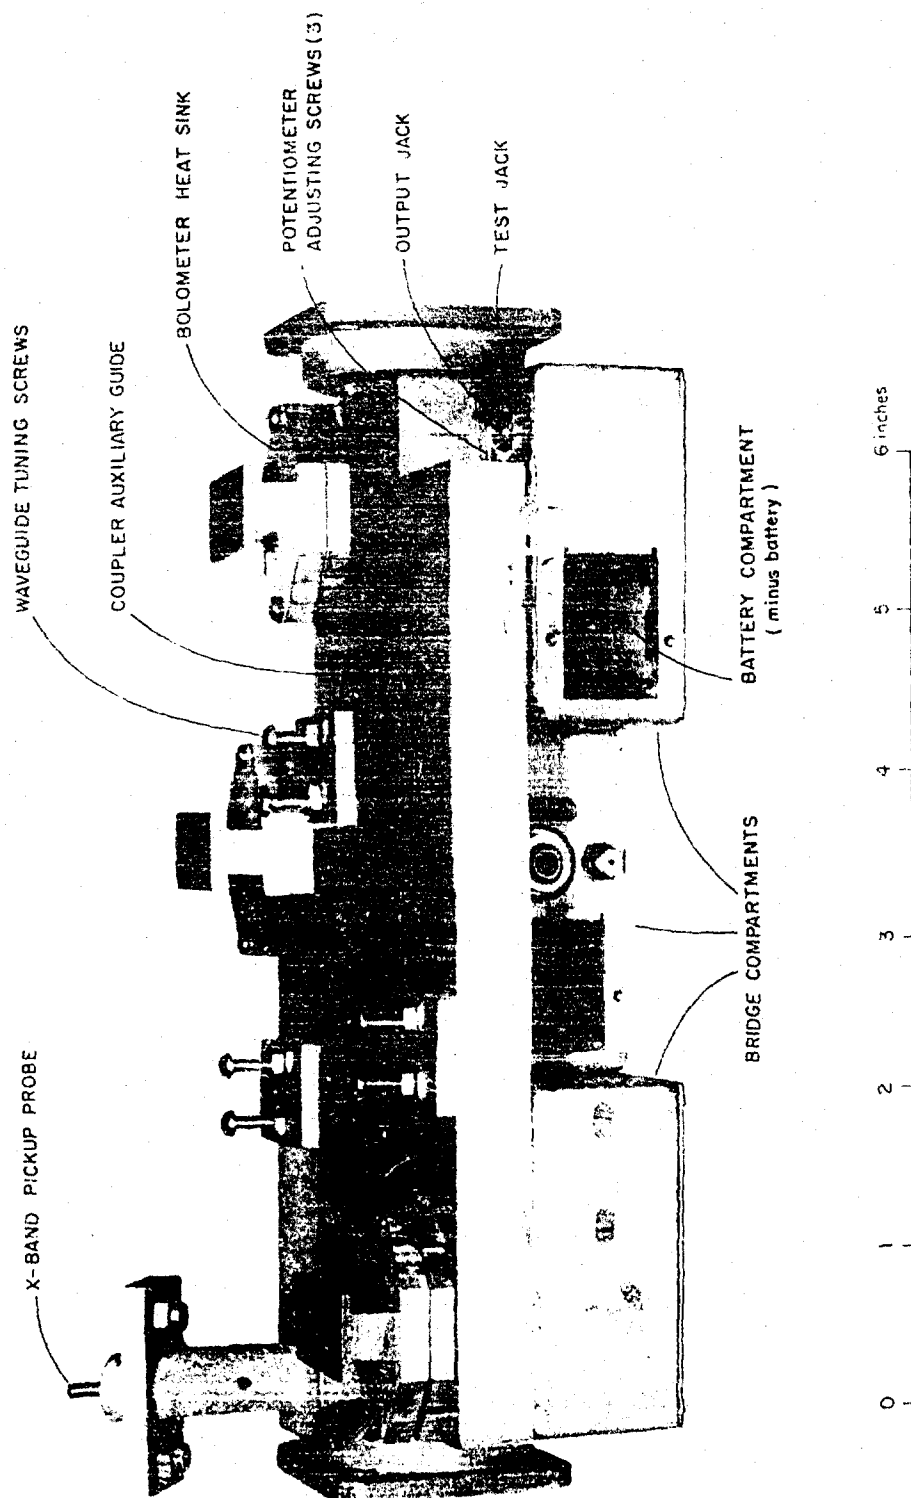 X-BAND PICKUP PROBE
WAVEGUIDE TUNING SCREWS
COUPLER AUXILIARY GUIDE
BOLOMETER HEAT SINK
POTENTIOMETER
ADJUSTING SCREWS (3)
OUTPUT JACK
TEST JACK
BRIDGE COMPARTMENTS
BATTERY COMPARTMENT
(minus battery)
0 1 2 3 4 5 6 inches